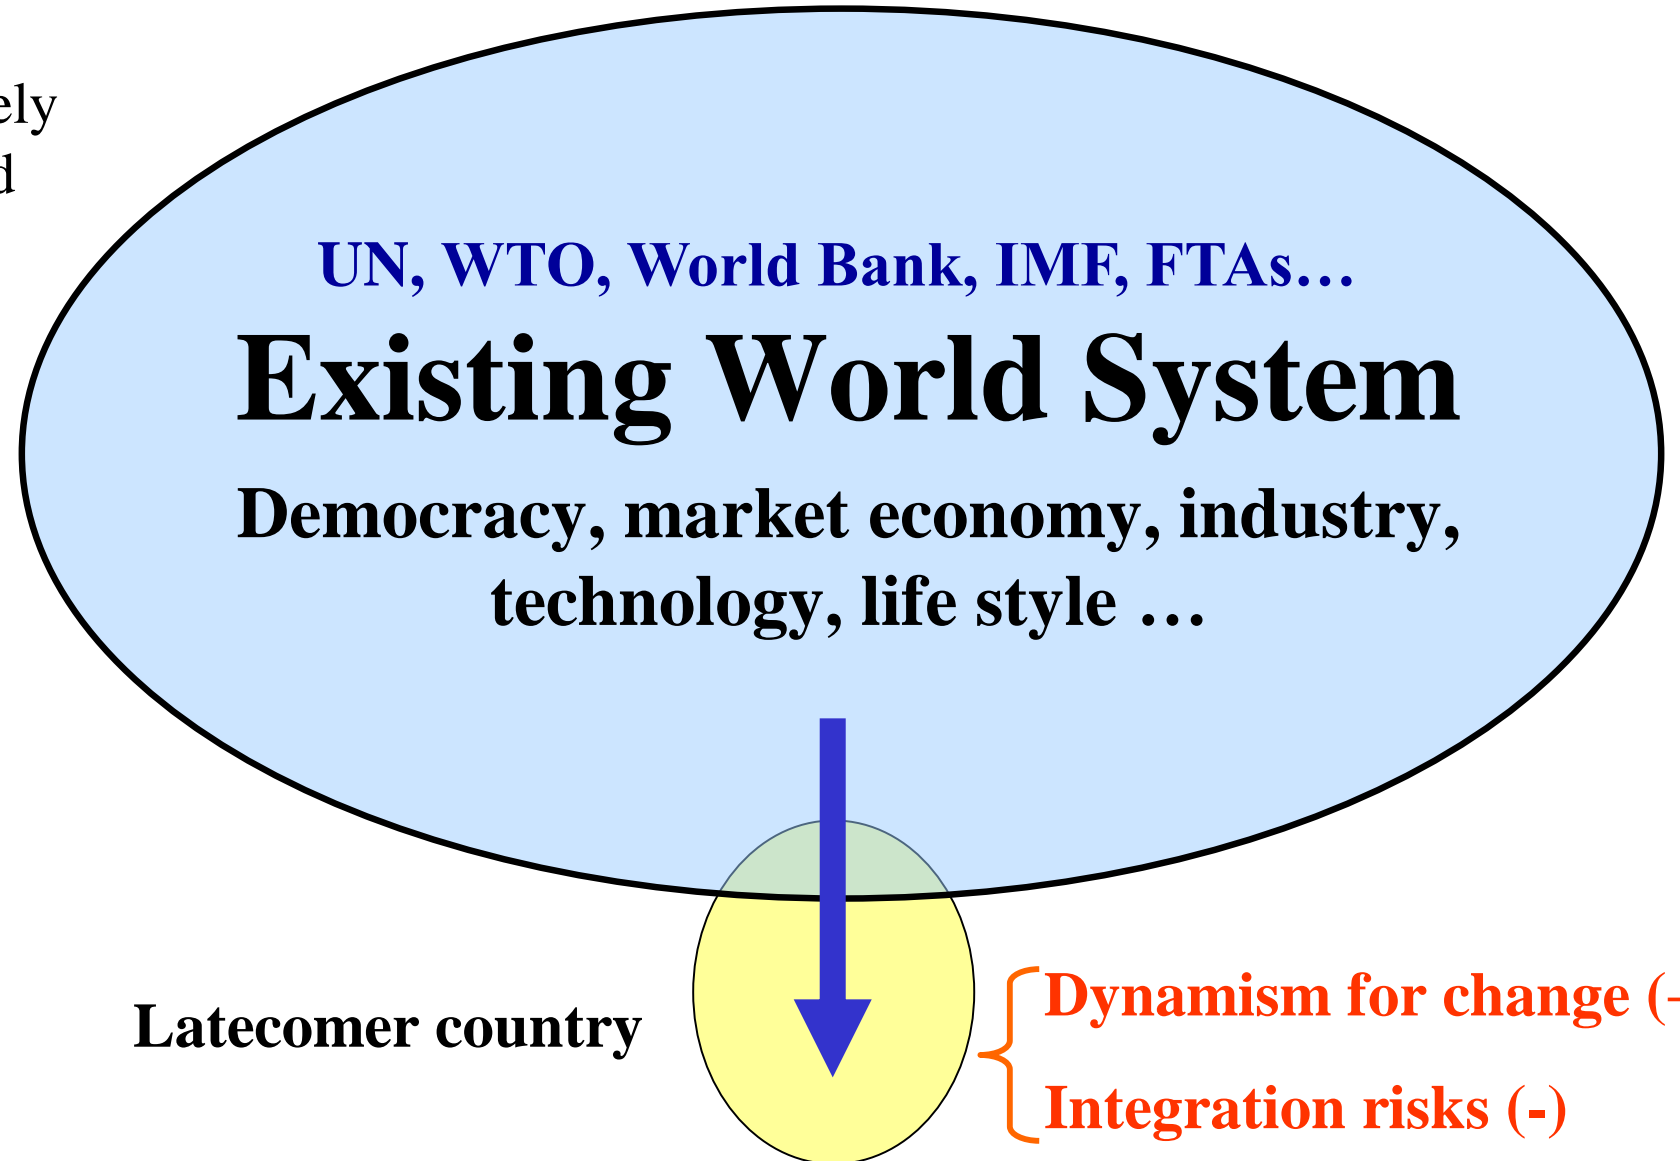 ely
d
UN, WTO, World Bank, IMF, FTAs…
Existing World System
Democracy, market economy, industry,
technology, life style …
Latecomer country
Dynamism for change (
Integration risks (-)